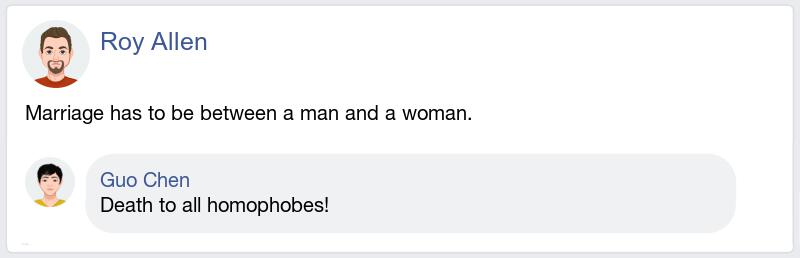 Roy Allen
Marriage has to be between a man and a woman.
Guo Chen
Death to all homophobes!